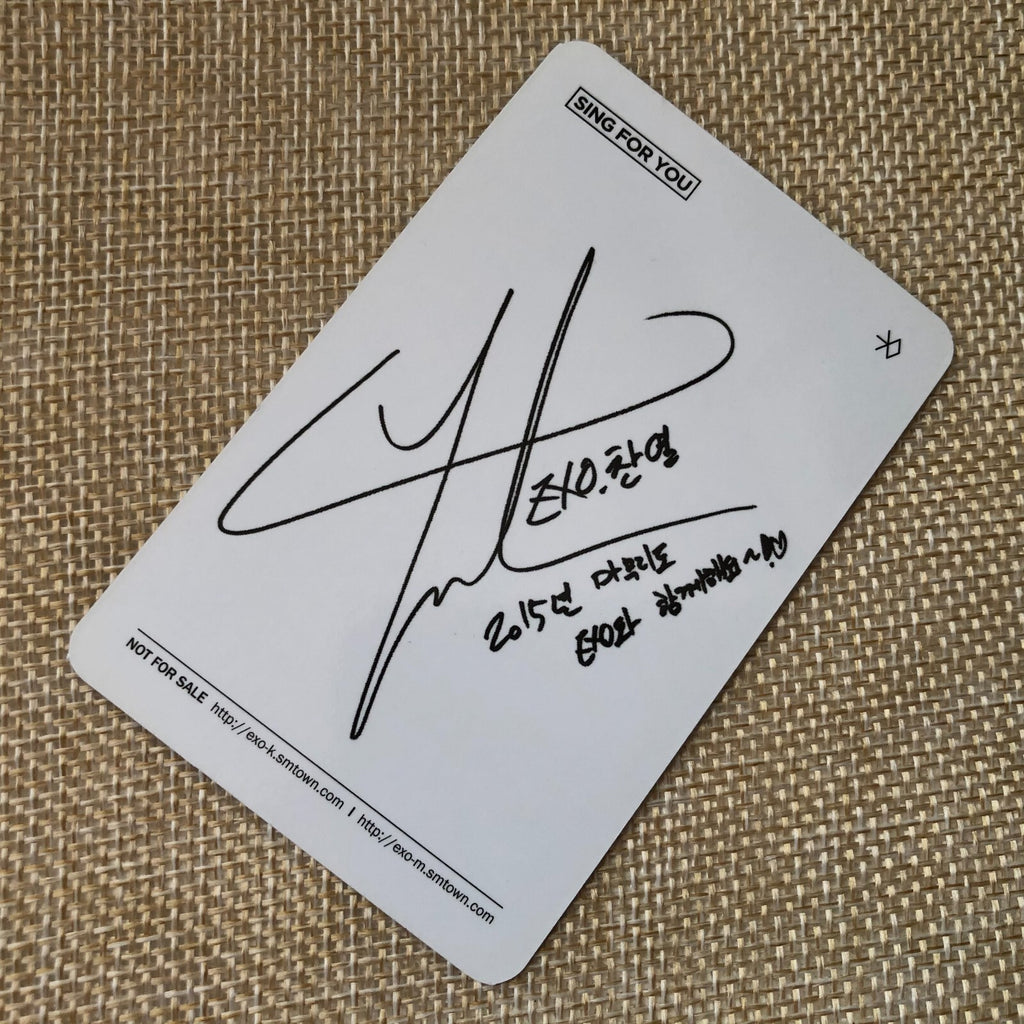 SING FOR YOU
EXO.찬열
2015년 마무리도
EXO와 함께해요~!♡
NOT FOR SALE http://exo-k.smtown.com I http://exo-m.smtown.com